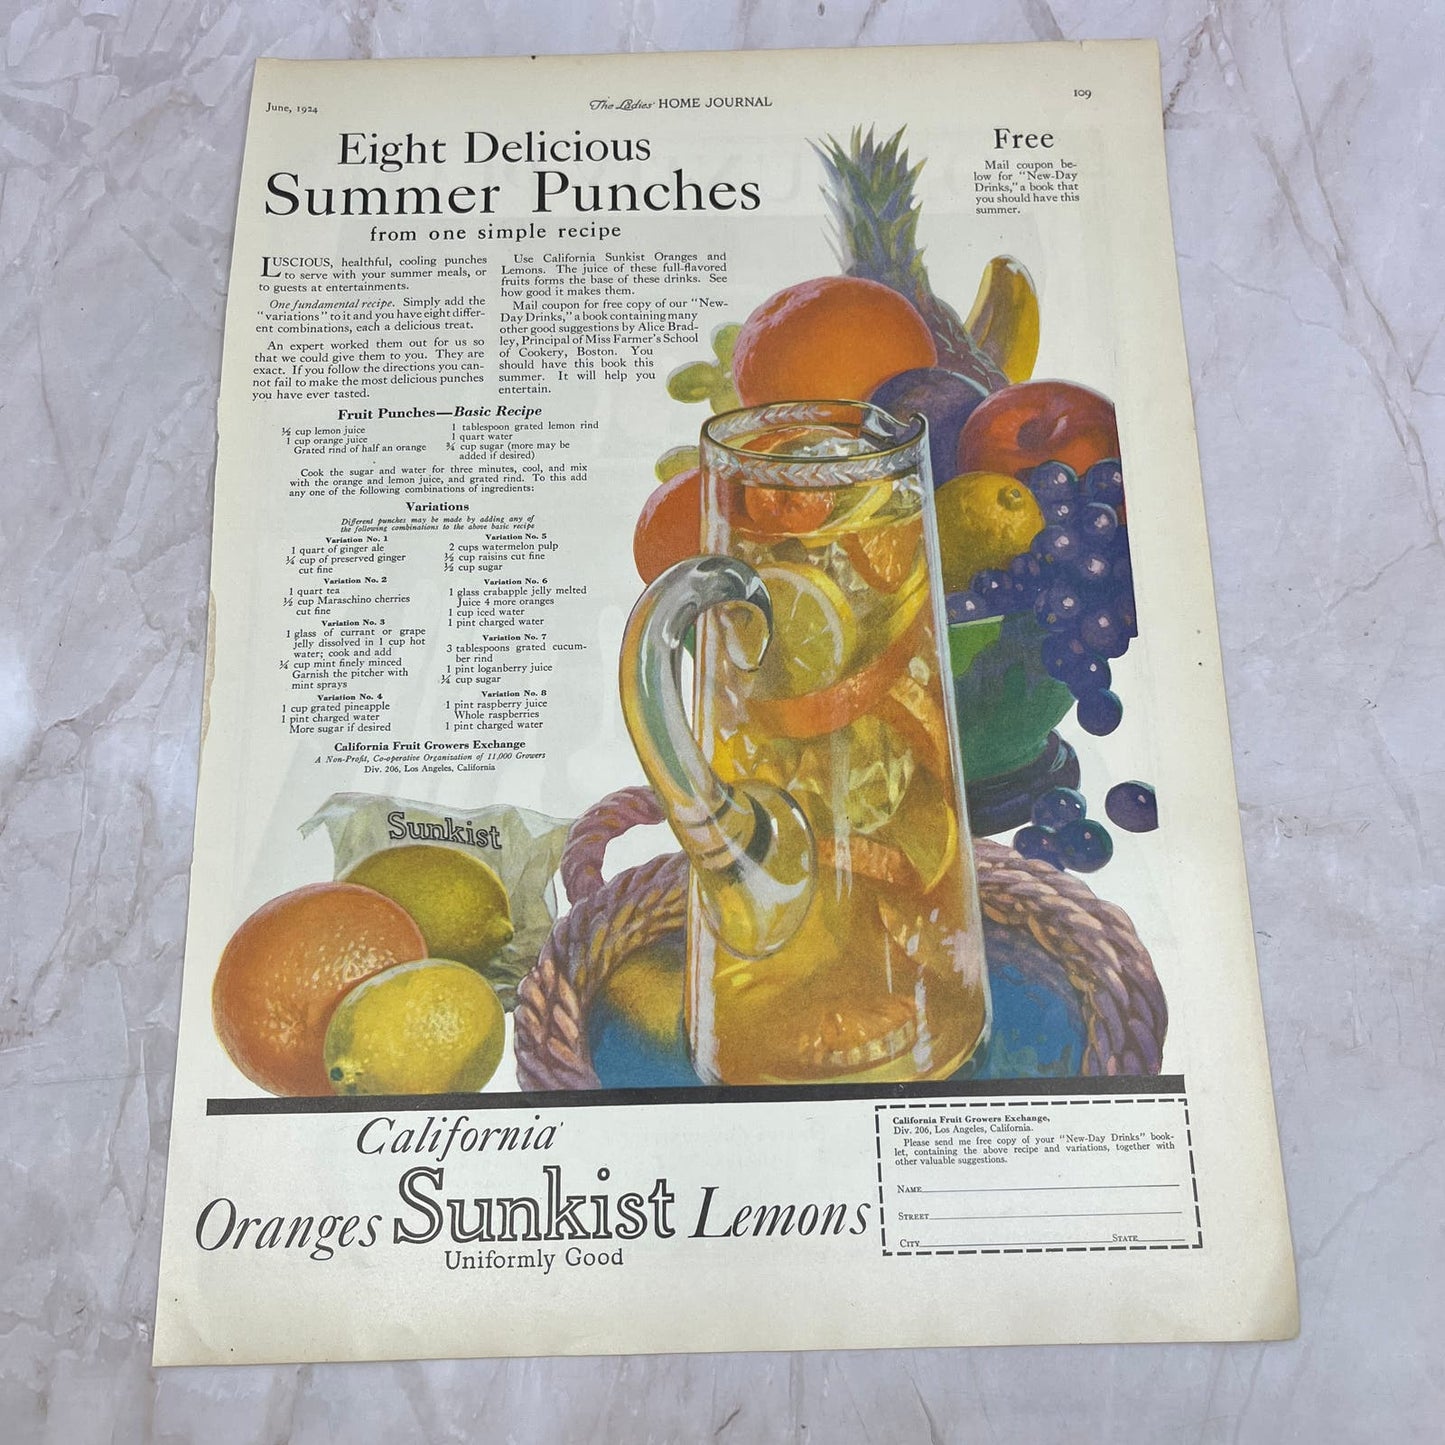 June, 1924
The Ladies' HOME JOURNAL
109
Eight Delicious
Summer Punches
from one simple recipe
Free
Mail coupon be-
low for "New-Day
Drinks," a book that
you should have this
summer.
LUSCIOUS, healthful, cooling punches
to serve with your summer meals, or
to guests at entertainments.
One fundamental recipe. Simply add the
"variations" to it and you have eight differ-
ent combinations, each a delicious treat.
An expert worked them out for us so
that we could give them to you. They are
exact. If you follow the directions you can-
not fail to make the most delicious punches
you have ever tasted.
Use California Sunkist Oranges and
Lemons. The juice of these full-flavored
fruits forms the base of these drinks. See
how good it makes them.
Mail coupon for free copy of our "New-
Day Drinks," a book containing many
other good suggestions by Alice Brad-
ley, Principal of Miss Farmer's School
of Cookery, Boston. You
should have this book this
summer. It will help you
entertain.
Fruit Punches—Basic Recipe
½ cup lemon juice
1 cup orange juice
Grated rind of half an orange
1 tablespoon grated lemon rind
1 quart water
¾ cup sugar (more may be
added if desired)
Cook the sugar and water for three minutes, cool, and mix
with the orange and lemon juice, and grated rind. To this add
any one of the following combinations of ingredients:
Variations
Different punches may be made by adding any of
the following combinations to the above basic recipe
Variation No. 1
1 quart of ginger ale
¼ cup of preserved ginger
cut fine
Variation No. 2
1 quart tea
½ cup Maraschino cherries
cut fine
Variation No. 3
1 glass of currant or grape
jelly dissolved in 1 cup hot
water; cook and add
¼ cup mint finely minced
Garnish the pitcher with
mint sprays
Variation No. 4
1 cup grated pineapple
1 pint charged water
More sugar if desired
Variation No. 5
2 cups watermelon pulp
½ cup raisins cut fine
½ cup sugar
Variation No. 6
1 glass crabapple jelly melted
Juice 4 more oranges
1 cup iced water
1 pint charged water
Variation No. 7
3 tablespoons grated cucum-
ber rind
1 pint loganberry juice
¾ cup sugar
Variation No. 8
1 pint raspberry juice
Whole raspberries
1 pint charged water
California Fruit Growers Exchange
A Non-Profit, Co-operative Organization of 11,000 Growers
Div. 206, Los Angeles, California
Sunkist
California
Oranges Sunkist Lemons
Uniformly Good
California Fruit Growers Exchange,
Div. 206, Los Angeles, California.
Please send me free copy of your "New-Day Drinks" book-
let, containing the above recipe and variations, together with
other valuable suggestions.
NAME
STREET
CITY STATE